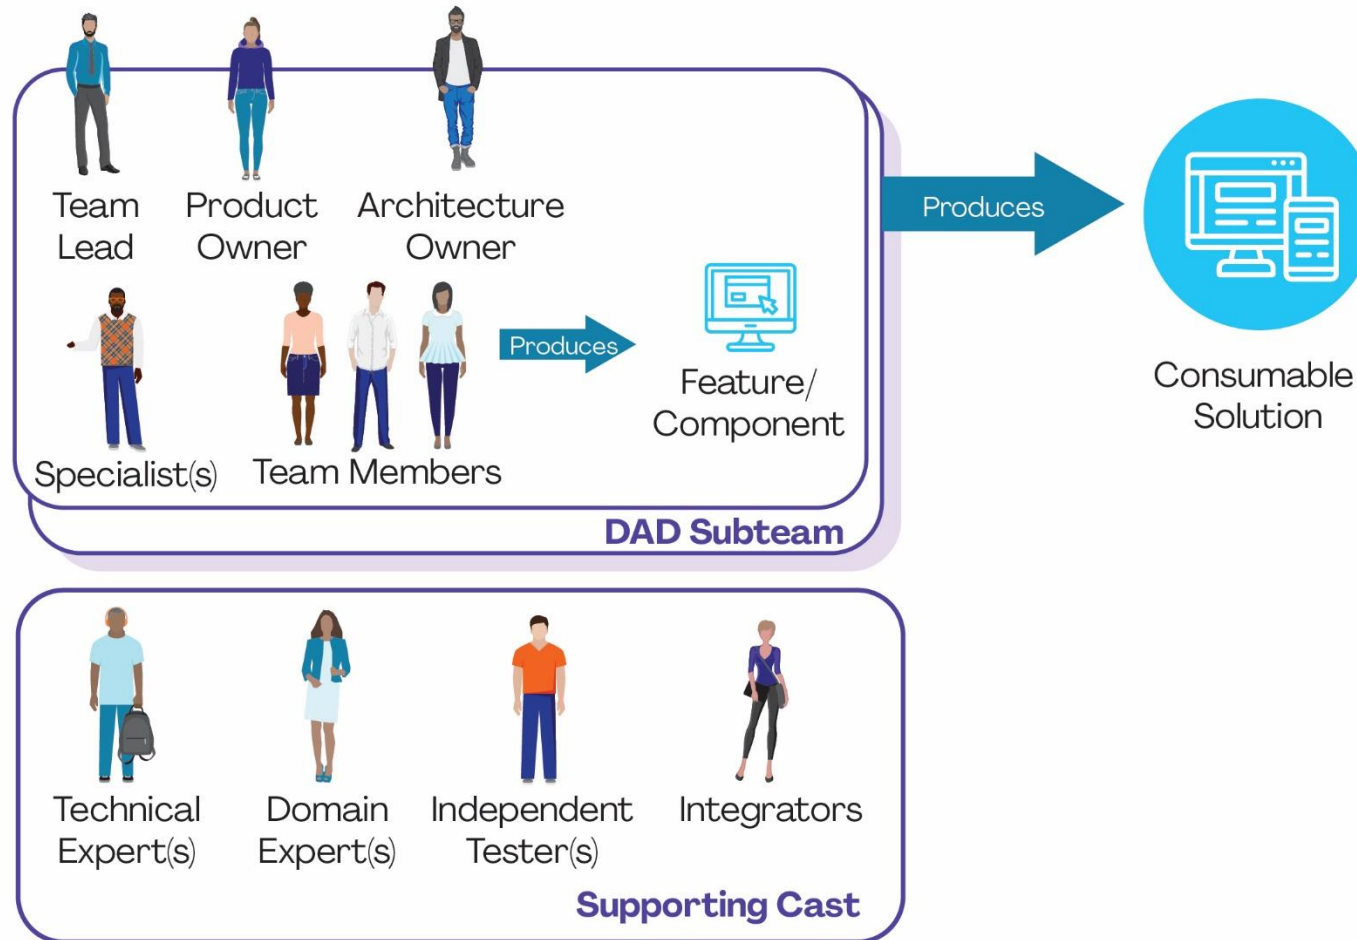 Team
Lead
Product
Owner
Architecture
Owner
Produces
Specialist(s)
Team Members
Produces
Feature/
Component
DAD Subteam
Consumable
Solution
Technical
Expert(s)
Domain
Expert(s)
Independent
Tester(s)
Integrators
Supporting Cast